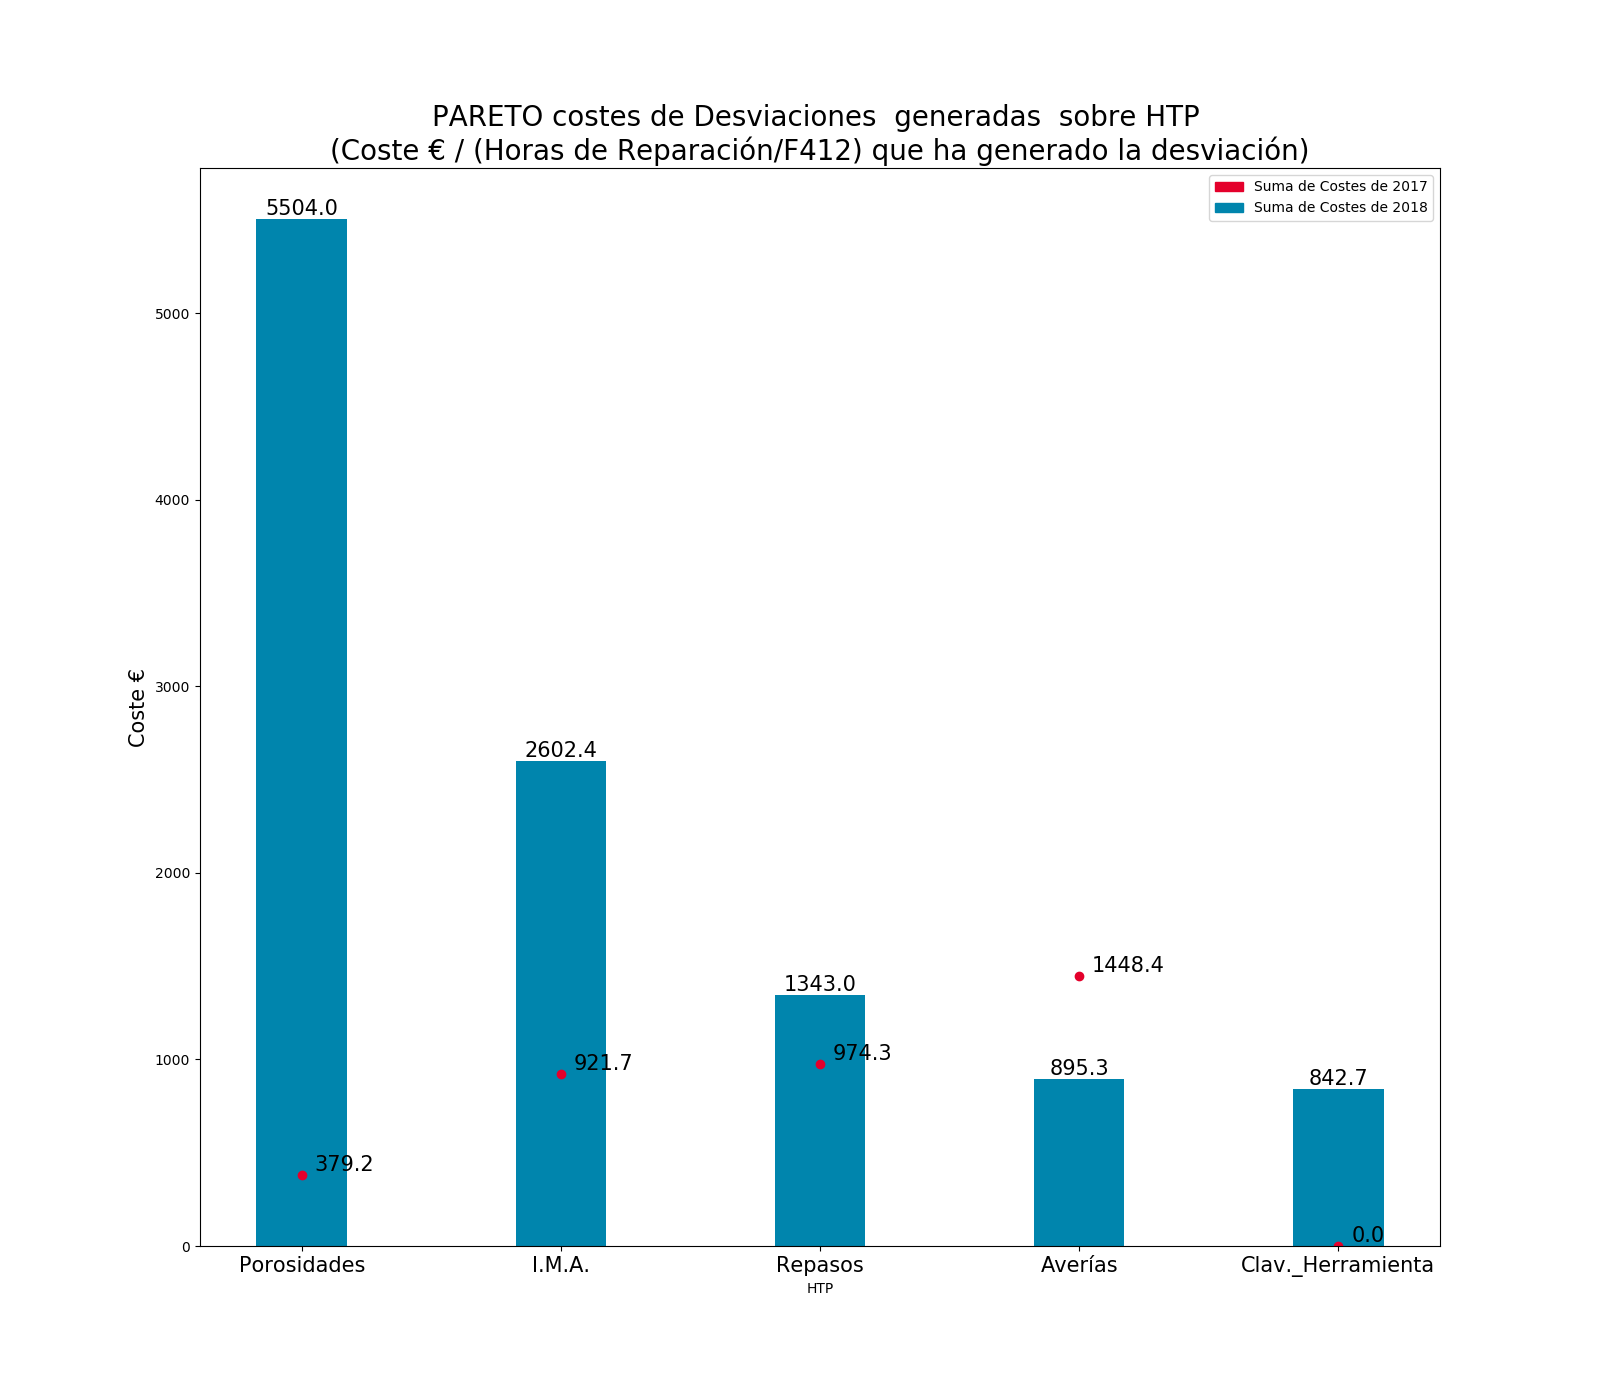 PARETO costes de Desviaciones  generadas  sobre HTP
(Coste € / (Horas de Reparación/F412) que ha generado la desviación)
Suma de Costes de 2017
Suma de Costes de 2018
5504.0
5000
4000
Coste €
3000
2602.4
2000
1448.4
1343.0
974.3
1000
895.3
921.7
842.7
379.2
0.0
0
Porosidades
I.M.A.
Repasos
Averías
Clav._Herramienta
HTP